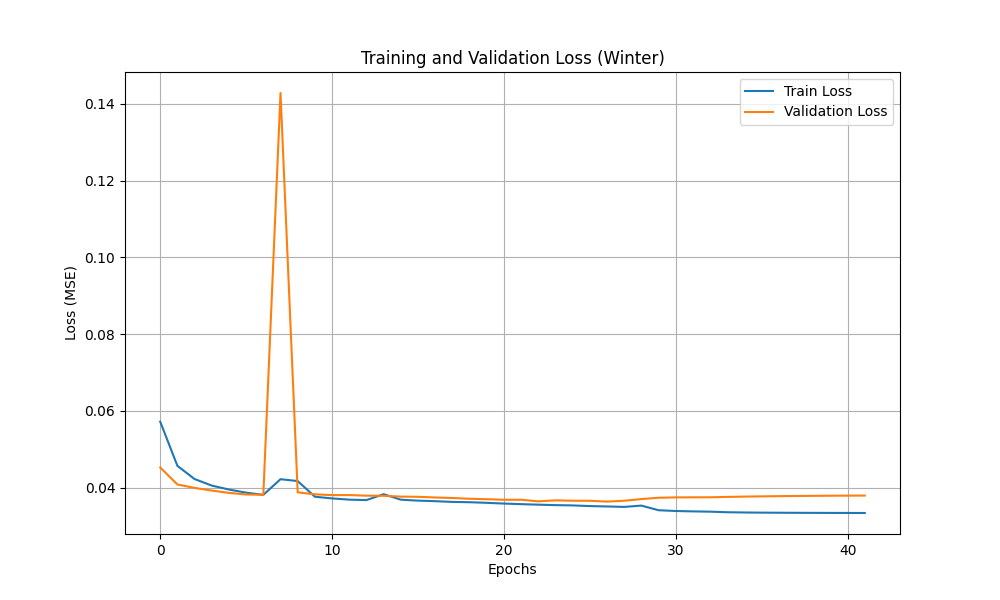 Training and Validation Loss (Winter)
Train Loss
Validation Loss
Loss (MSE)
0.14
0.12
0.10
0.08
0.06
0.04
0 10 20 30 40
Epochs